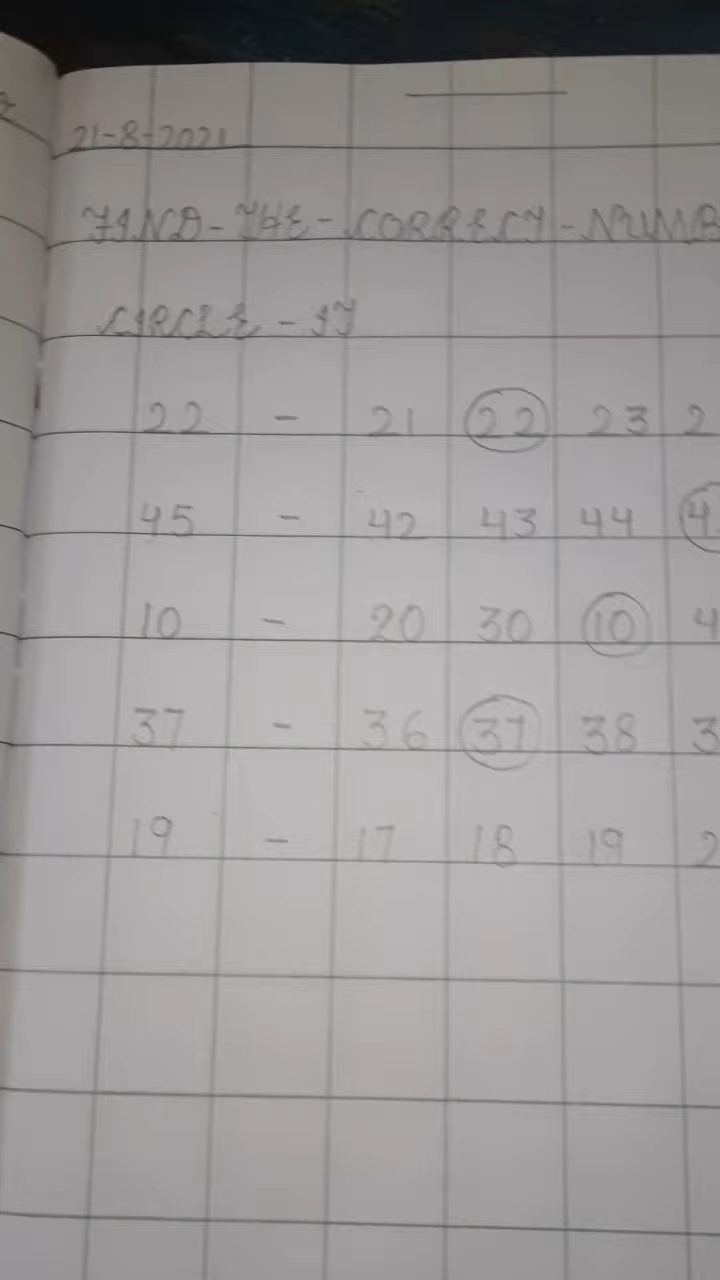 21-8-2021
FIND-THE-CORRECT-NUMB
CIRCLE-IT
22 - 21 22 23 2
45 - 42 43 44 4
10 - 20 30 10 4
37 - 36 37 38 3
19 - 17 18 19 2